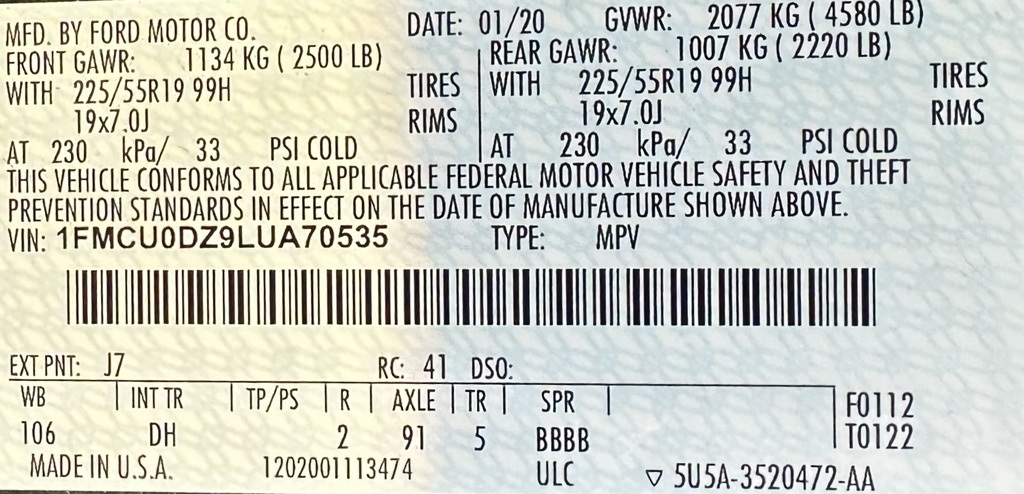 MFD. BY FORD MOTOR CO. DATE: 01/20 GVWR: 2077 KG ( 4580 LB)
FRONT GAWR: 1134 KG ( 2500 LB) REAR GAWR: 1007 KG ( 2220 LB)
WITH 225/55R19 99H TIRES WITH 225/55R19 99H TIRES
19x7.0J RIMS 19x7.0J RIMS
AT 230 kPa/ 33 PSI COLD AT 230 kPa/ 33 PSI COLD
THIS VEHICLE CONFORMS TO ALL APPLICABLE FEDERAL MOTOR VEHICLE SAFETY AND THEFT
PREVENTION STANDARDS IN EFFECT ON THE DATE OF MANUFACTURE SHOWN ABOVE.
VIN: 1FMCU0DZ9LUA70535 TYPE: MPV
EXT PNT: J7 RC: 41 DSO:
WB INT TR TP/PS R AXLE TR SPR F0112
106 DH 2 91 5 BBBB T0122
MADE IN U.S.A. 1202001113474 ULC ▽ 5U5A-3520472-AA